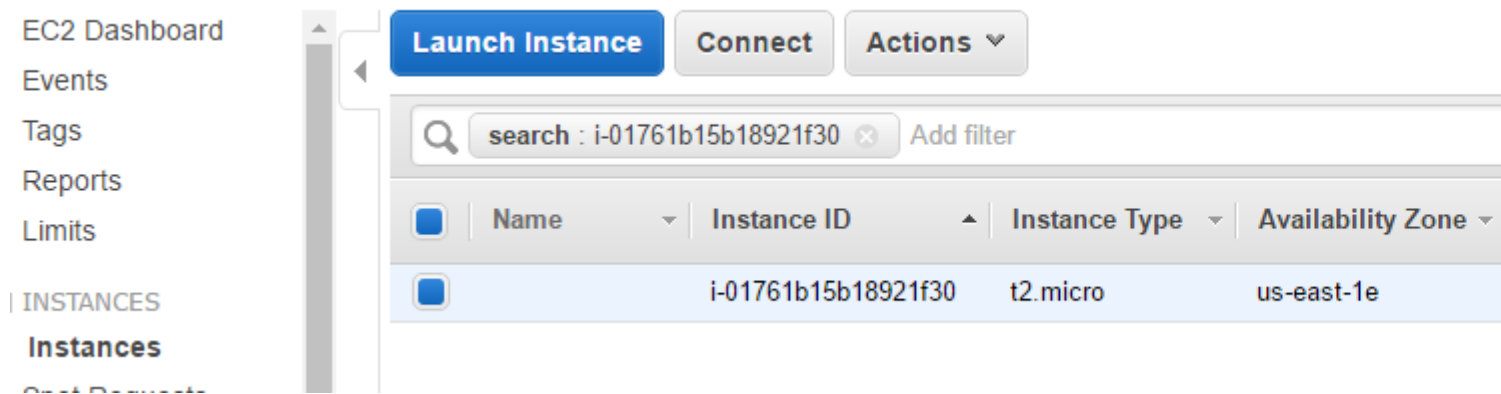 EC2 Dashboard
Events
Tags
Reports
Limits
INSTANCES
Instances
Launch Instance Connect Actions
search : i-01761b15b18921f30 Add filter
Name Instance ID Instance Type Availability Zone
i-01761b15b18921f30 t2.micro us-east-1e